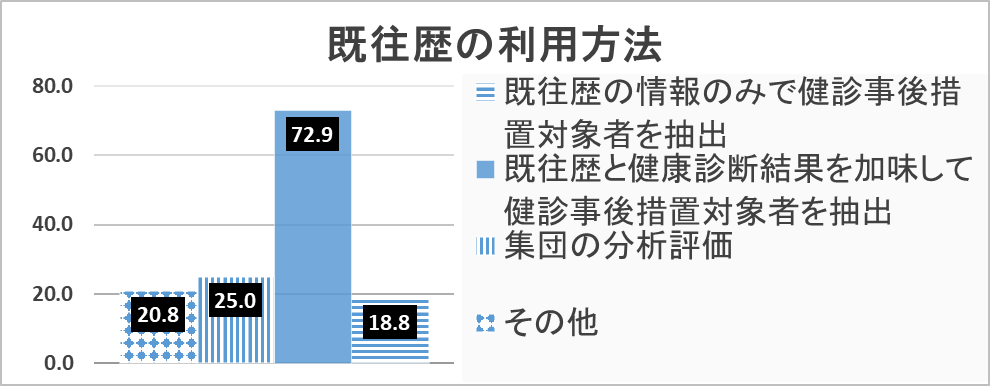 既往歴の利用方法
80.0
60.0
40.0
20.0
0.0
20.8
25.0
72.9
18.8
既往歴の情報のみで健診事後措
置対象者を抽出
既往歴と健康診断結果を加味して
健診事後措置対象者を抽出
集団の分析評価
その他